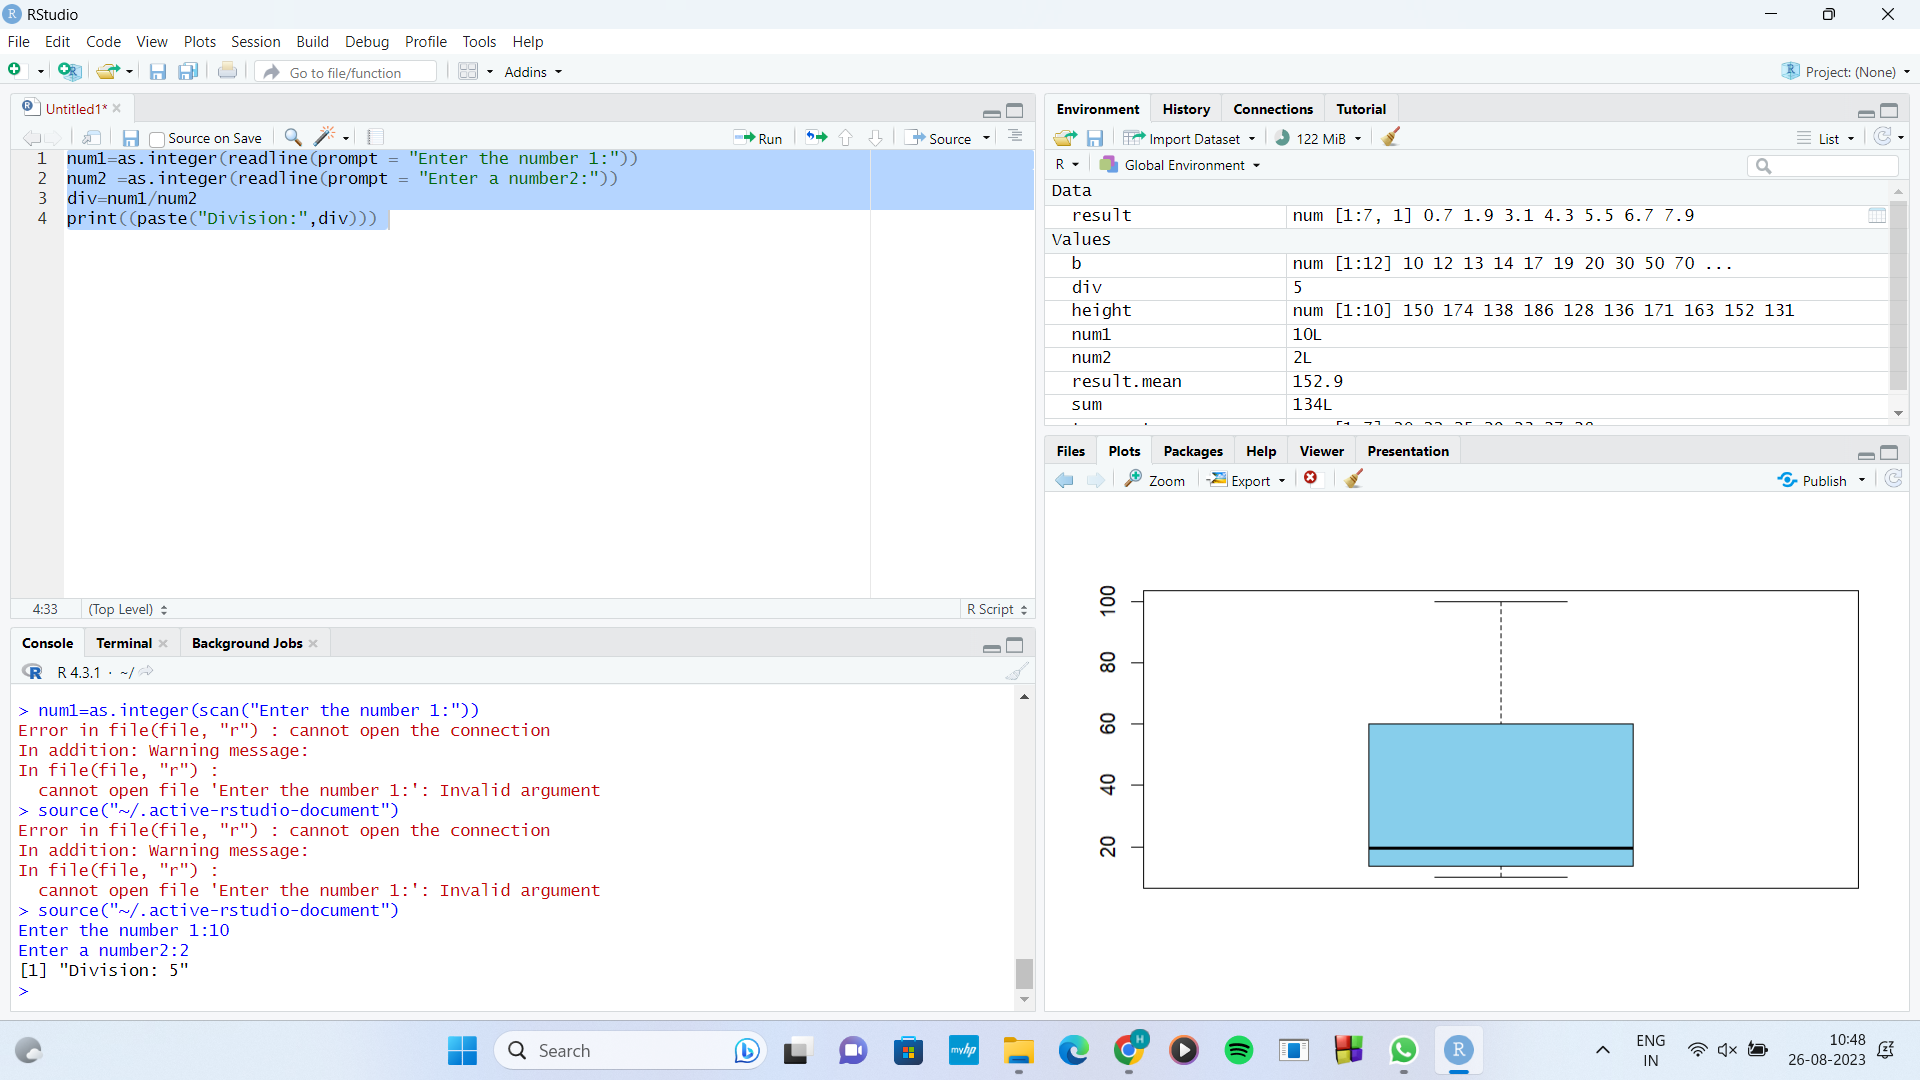 RStudio
File Edit Code View Plots Session Build Debug Profile Tools Help
Go to file/function Addins Project: (None)
Untitled1*
Source on Save Run Source
1 num1=as.integer(readline(prompt = "Enter the number 1:"))
2 num2 =as.integer(readline(prompt = "Enter a number2:"))
3 div=num1/num2
4 print((paste("Division:",div)))
4:33 (Top Level) R Script
Console Terminal Background Jobs
R 4.3.1 · ~/
> num1=as.integer(scan("Enter the number 1:"))
Error in file(file, "r") : cannot open the connection
In addition: Warning message:
In file(file, "r") :
cannot open file 'Enter the number 1:': Invalid argument
> source("~/.active-rstudio-document")
Error in file(file, "r") : cannot open the connection
In addition: Warning message:
In file(file, "r") :
cannot open file 'Enter the number 1:': Invalid argument
> source("~/.active-rstudio-document")
Enter the number 1:10
Enter a number2:2
[1] "Division: 5"
>
Environment History Connections Tutorial
Import Dataset 122 MiB List
R Global Environment
Data
result num [1:7, 1] 0.7 1.9 3.1 4.3 5.5 6.7 7.9
Values
b num [1:12] 10 12 13 14 17 19 20 30 50 70 ...
div 5
height num [1:10] 150 174 138 186 128 136 171 163 152 131
num1 10L
num2 2L
result.mean 152.9
sum 134L
Files Plots Packages Help Viewer Presentation
Zoom Export Publish
100
80
60
40
20
Search myhp H R
ENG
IN
10:48
26-08-2023